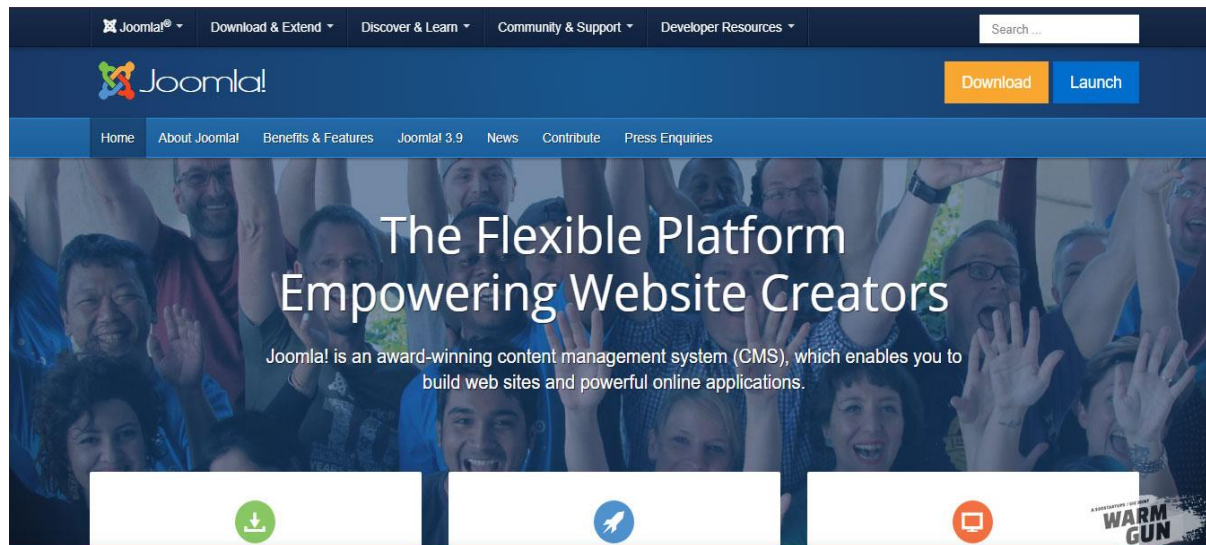 Joomla!®
Download & Extend
Discover & Learn
Community & Support
Developer Resources
Search ...
Joomla!
Download
Launch
Home
About Joomla!
Benefits & Features
Joomla! 3.9
News
Contribute
Press Enquiries
The Flexible Platform
Empowering Website Creators
Joomla! is an award-winning content management system (CMS), which enables you to
build web sites and powerful online applications.
WARM
GUN